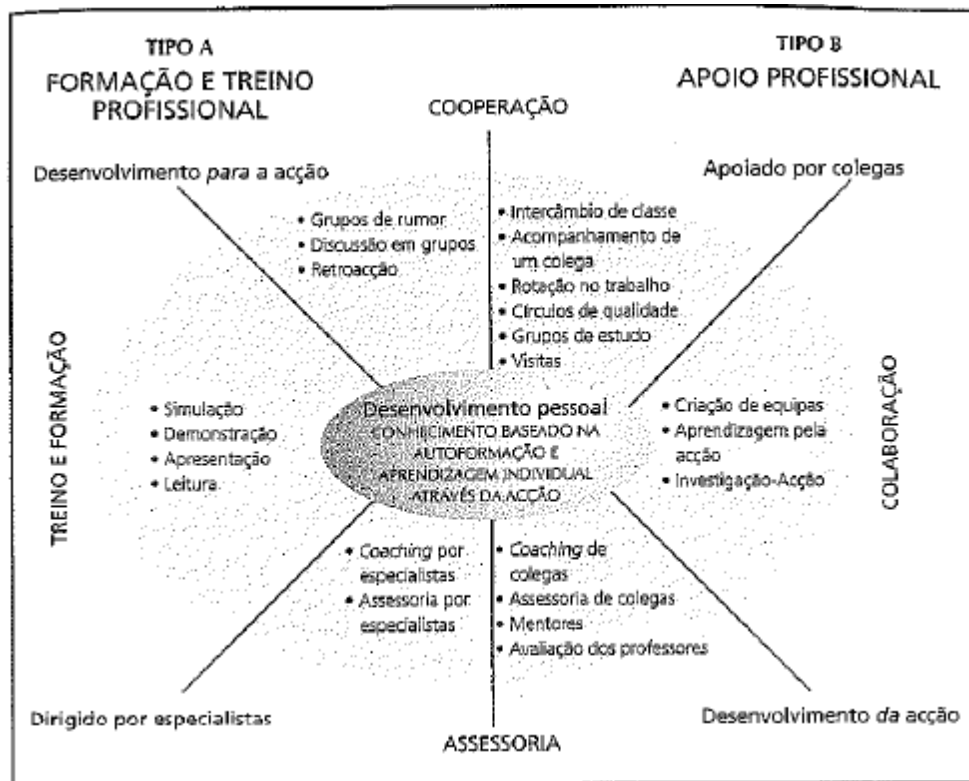 TIPO A
FORMAÇÃO E TREINO
PROFISSIONAL
TIPO B
APOIO PROFISSIONAL
COOPERAÇÃO
Desenvolvimento para a acção
Apoiado por colegas
• Grupos de rumor
• Discussão em grupos
• Retroacção
• Intercâmbio de classe
• Acompanhamento de
um colega
• Rotação no trabalho
• Círculos de qualidade
• Grupos de estudo
• Visitas
TREINO E FORMAÇÃO
• Simulação
• Demonstração
• Apresentação
• Leitura
Desenvolvimento pessoal
CONHECIMENTO BASEADO NA
AUTOFORMAÇÃO E
APRENDIZAGEM INDIVIDUAL
ATRAVÉS DA ACÇÃO
• Criação de equipas
• Aprendizagem pela
acção
• Investigação-Acção
COLABORAÇÃO
• Coaching por
especialistas
• Assessoria por
especialistas
• Coaching de
colegas
• Assessoria de colegas
• Mentores
• Avaliação dos professores
Dirigido por especialistas
Desenvolvimento da acção
ASSESSORIA